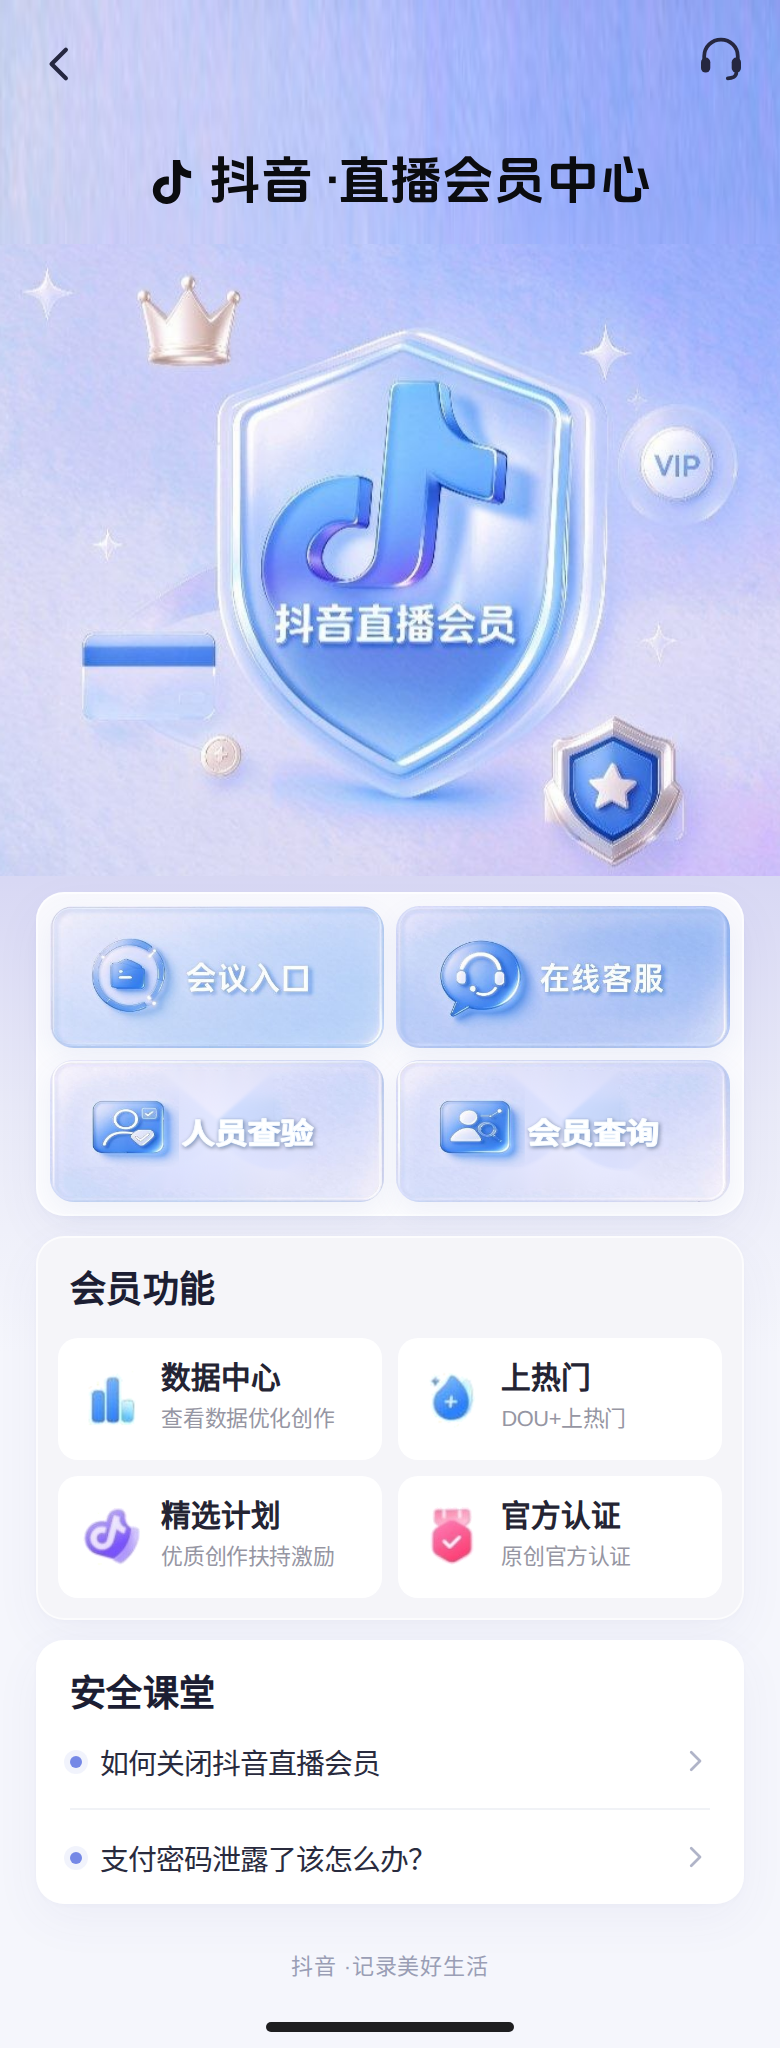 抖音 ·直播会员中心
VIP
抖音直播会员
会议入口
在线客服
人员查验
会员查询
会员功能
数据中心
查看数据优化创作
上热门
DOU+上热门
精选计划
优质创作扶持激励
官方认证
原创官方认证
安全课堂
如何关闭抖音直播会员
支付密码泄露了该怎么办?
抖音 ·记录美好生活